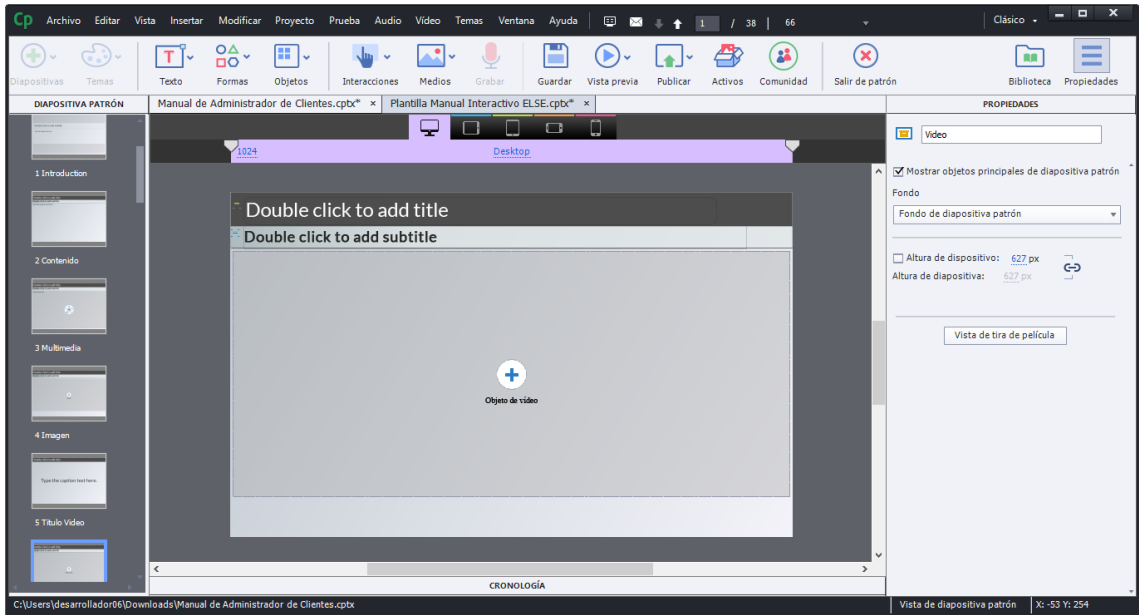 Cp Archivo Editar Vista Insertar Modificar Proyecto Prueba Audio Vídeo Temas Ventana Ayuda 1 / 38 66 Clásico
Diapositivas Temas Texto Formas Objetos Interacciones Medios Grabar Guardar Vista previa Publicar Activos Comunidad Salir de patrón Biblioteca Propiedades
DIAPOSITIVA PATRÓN
Manual de Administrador de Clientes.cptx* × Plantilla Manual Interactivo ELSE.cptx* ×
PROPIEDADES
1024 Desktop
1 Introduction
2 Contenido
3 Multimedia
4 Imagen
Type the caption text here.
5 Titulo Video
Double click to add title
Double click to add subtitle
Objeto de vídeo
CRONOLOGÍA
Video
Mostrar objetos principales de diapositiva patrón
Fondo
Fondo de diapositiva patrón
Altura de dispositivo: 627 px
Altura de diapositiva: 627 px
Vista de tira de película
C:\Users\desarrollador06\Downloads\Manual de Administrador de Clientes.cptx
Vista de diapositiva patrón X: -53 Y: 254